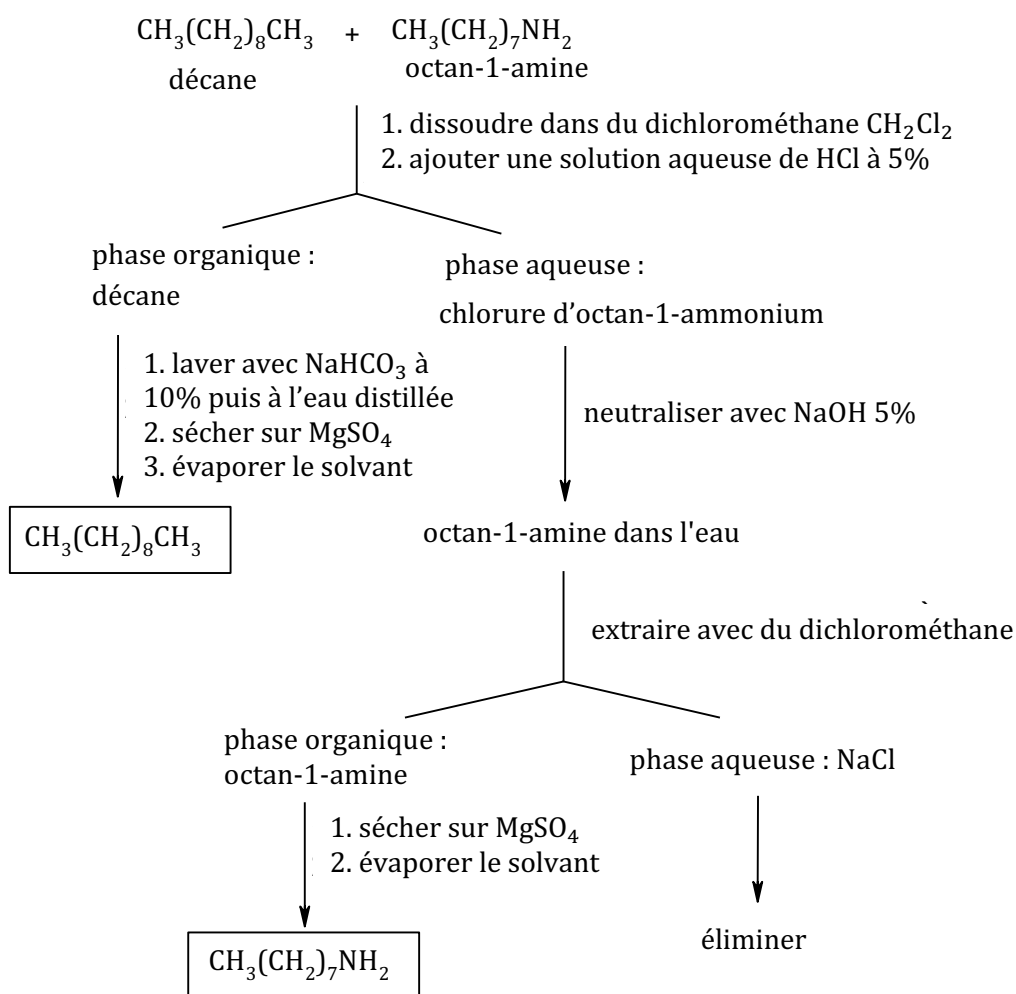 CH₃(CH₂)₈CH₃ + CH₃(CH₂)₇NH₂
décane
octan-1-amine
1. dissoudre dans du dichlorométhane CH₂Cl₂
2. ajouter une solution aqueuse de HCl à 5%
phase organique :
décane
phase aqueuse :
chlorure d’octan-1-ammonium
1. laver avec NaHCO₃ à
10% puis à l’eau distillée
2. sécher sur MgSO₄
3. évaporer le solvant
neutraliser avec NaOH 5%
CH₃(CH₂)₈CH₃
octan-1-amine dans l'eau
extraire avec du dichlorométhane
phase organique :
octan-1-amine
phase aqueuse : NaCl
1. sécher sur MgSO₄
2. évaporer le solvant
éliminer
CH₃(CH₂)₇NH₂